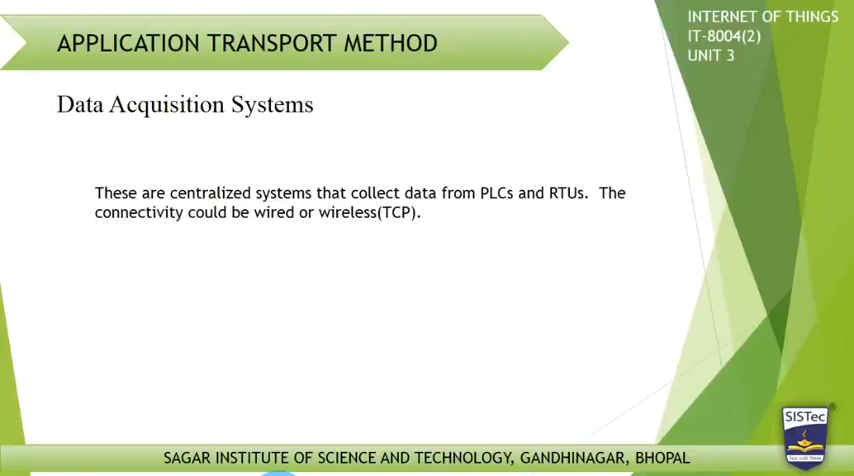 INTERNET OF THINGS
IT-8004(2)
UNIT 3
APPLICATION TRANSPORT METHOD
Data Acquisition Systems
These are centralized systems that collect data from PLCs and RTUs. The
connectivity could be wired or wireless(TCP).
SISTec
®
SAGAR INSTITUTE OF SCIENCE AND TECHNOLOGY, GANDHINAGAR, BHOPAL